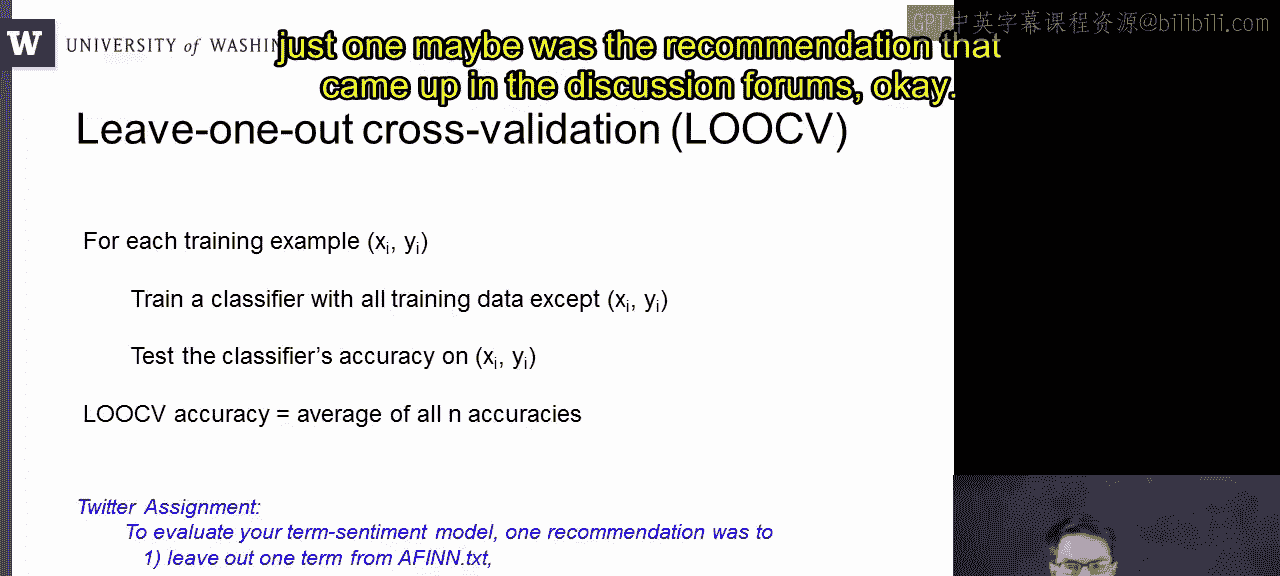 W
UNIVERSITY of WASHIN
GPT中英字幕课程资源@bilibili.com
just one maybe was the recommendation that
came up in the discussion forums, okay.
Leave-one-out cross-validation (LOOCV)
For each training example (xi, yi)
Train a classifier with all training data except (xi, yi)
Test the classifier's accuracy on (xi, yi)
LOOCV accuracy = average of all n accuracies
Twitter Assignment:
To evaluate your term-sentiment model, one recommendation was to
1) leave out one term from AFINN.txt,